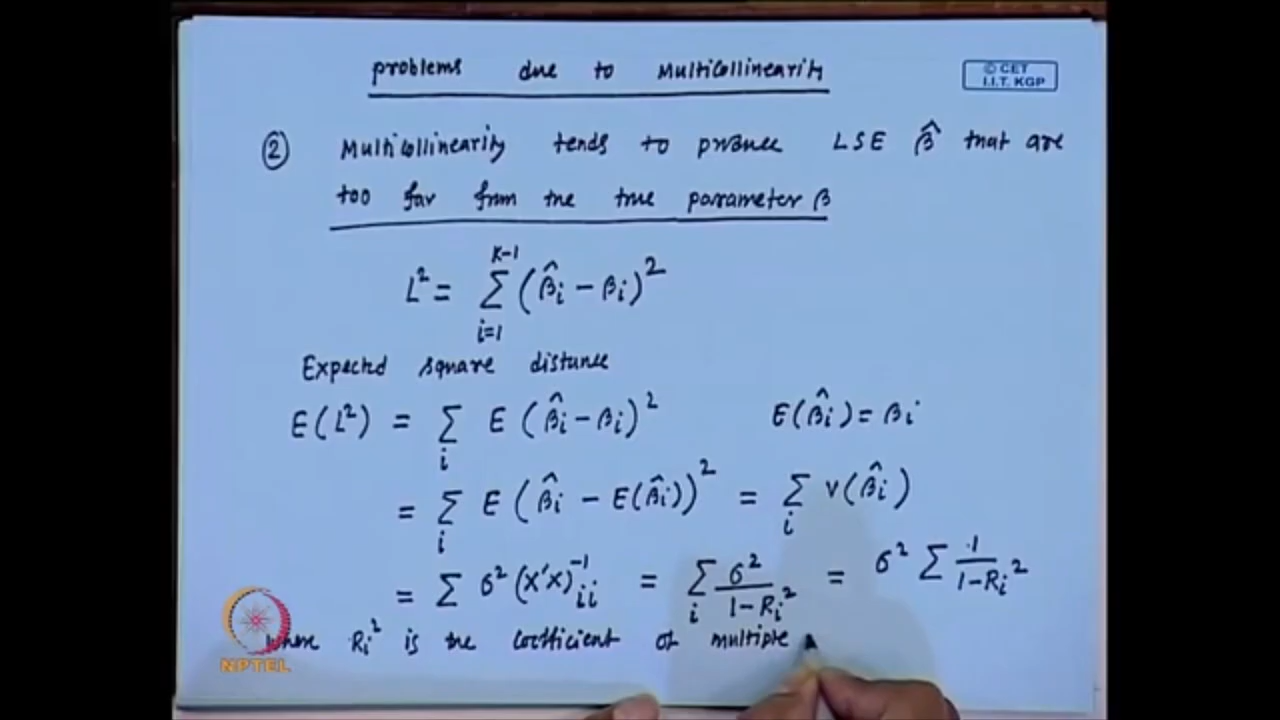 problems due to Multicollinearity
© CET
I.I.T. KGP
② Multicollinearity tends to produce LSE β̂ that are
too far from the true parameter β
L² = Σ_{i=1}^{K-1} (β̂i − βi)²
Expected square distance
E(L²) = Σ_i E(β̂i − βi)² E(β̂i) = βi
= Σ_i E(β̂i − E(β̂i))² = Σ_i V(β̂i)
= Σ σ² (X'X)⁻¹_{ii} = Σ_i σ²/(1−Ri²) = σ² Σ 1/(1−Ri²)
where Ri² is the coefficient of multiple
NPTEL